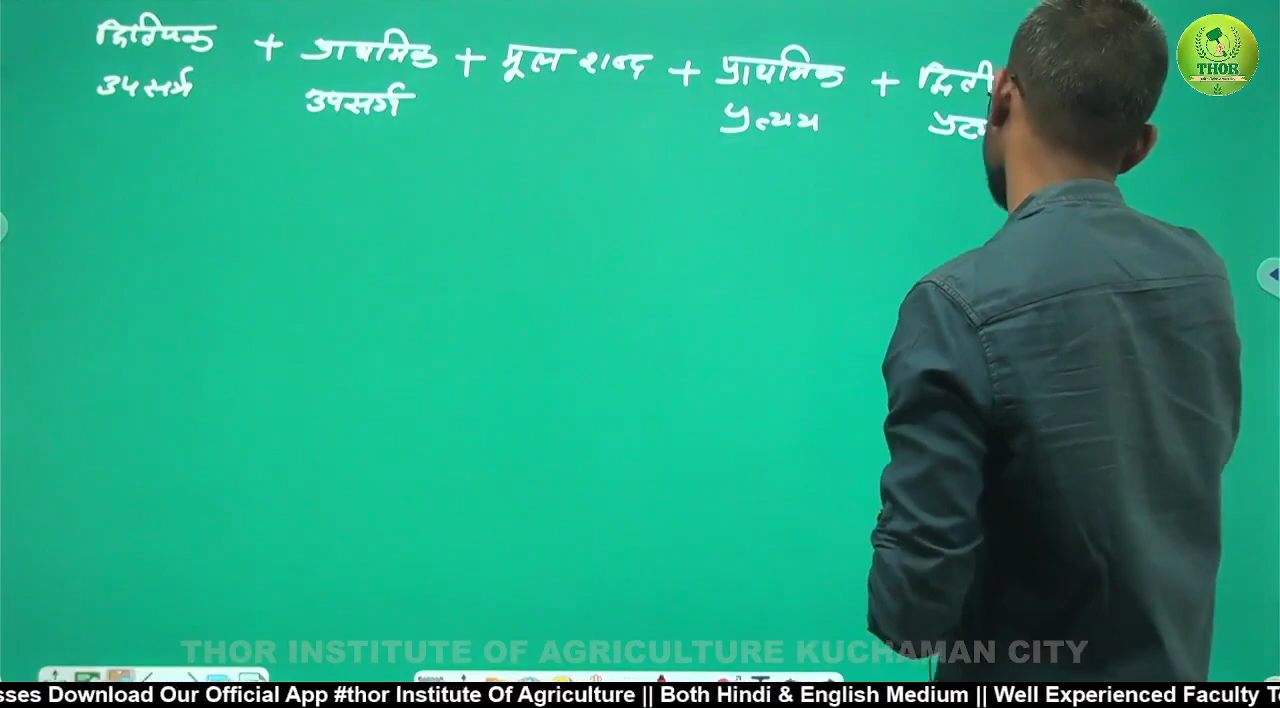 द्वितियक + प्राथमिक + मूल शब्द + प्राथमिक + द्विती
उपसर्ग उपसर्ग प्रत्यय
THOR
THOR INSTITUTE OF AGRICULTURE KUCHAMAN CITY
sses Download Our Official App #thor Institute Of Agriculture || Both Hindi & English Medium || Well Experienced Faculty T